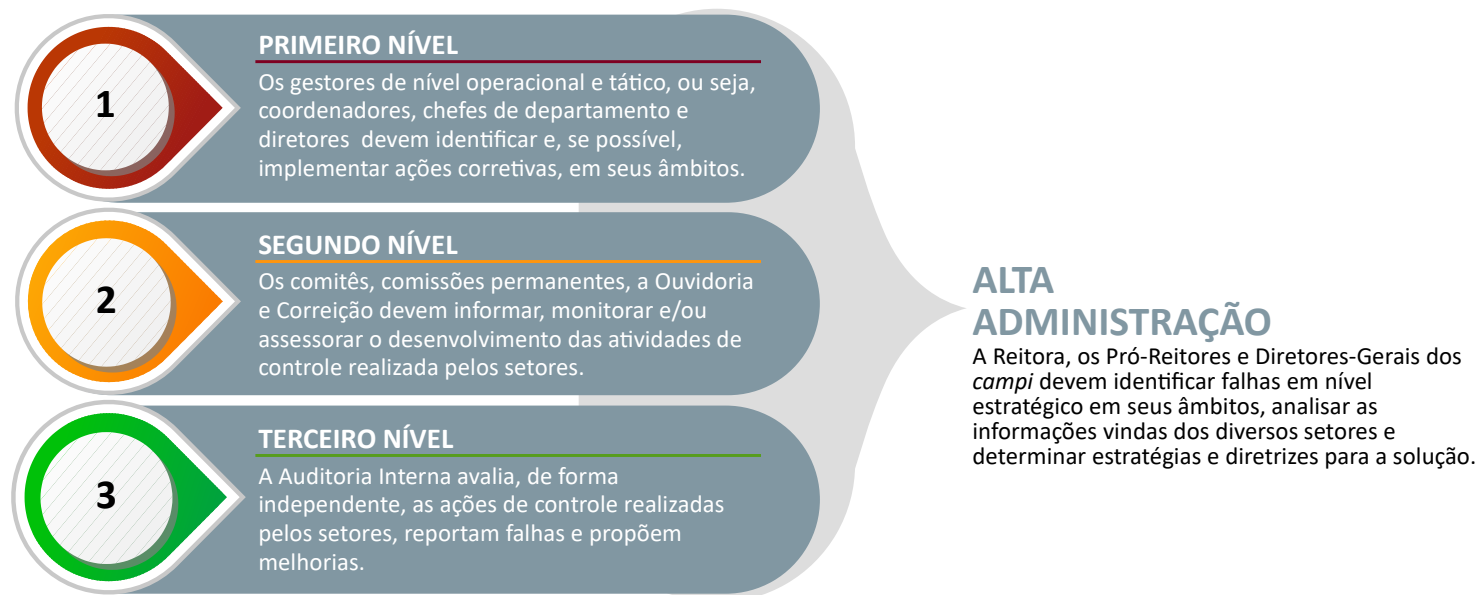 1
PRIMEIRO NÍVEL
Os gestores de nível operacional e tático, ou seja,
coordenadores, chefes de departamento e
diretores devem identificar e, se possível,
implementar ações corretivas, em seus âmbitos.
2
SEGUNDO NÍVEL
Os comitês, comissões permanentes, a Ouvidoria
e Correição devem informar, monitorar e/ou
assessorar o desenvolvimento das atividades de
controle realizada pelos setores.
3
TERCEIRO NÍVEL
A Auditoria Interna avalia, de forma
independente, as ações de controle realizadas
pelos setores, reportam falhas e propõem
melhorias.
ALTA
ADMINISTRAÇÃO
A Reitora, os Pró-Reitores e Diretores-Gerais dos
campi devem identificar falhas em nível
estratégico em seus âmbitos, analisar as
informações vindas dos diversos setores e
determinar estratégias e diretrizes para a solução.